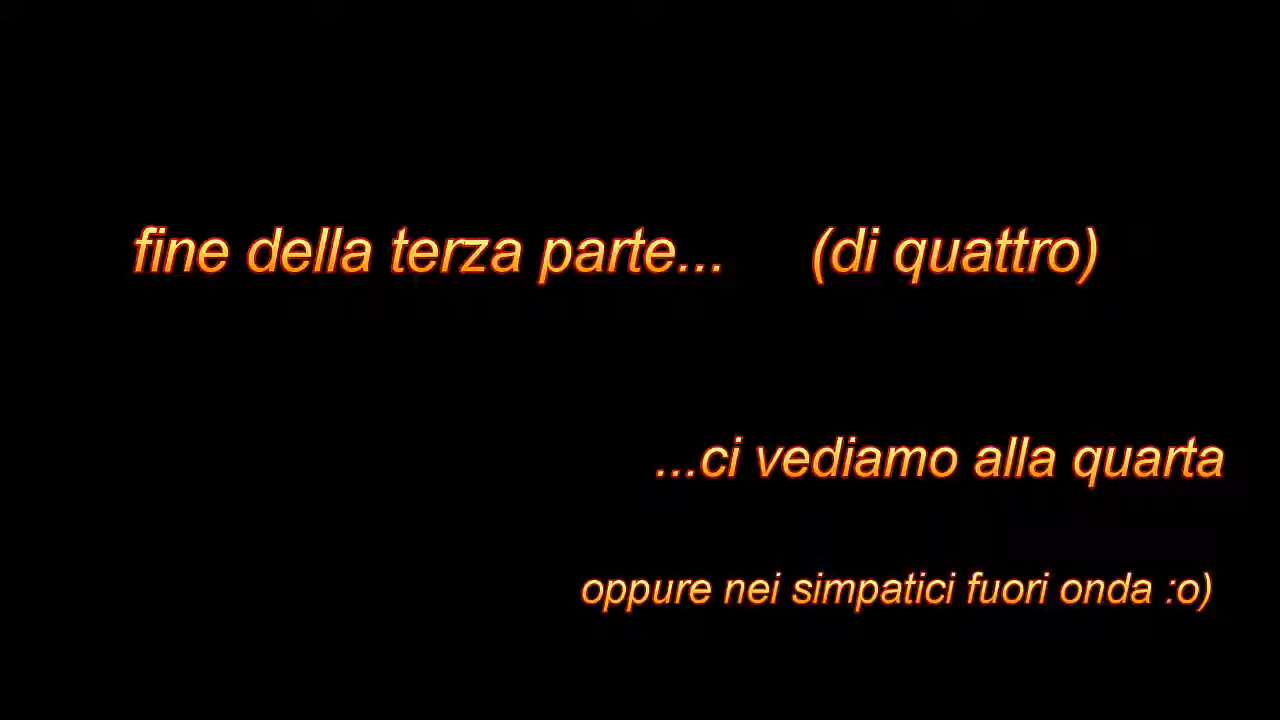 fine della terza parte... (di quattro)
...ci vediamo alla quarta
oppure nei simpatici fuori onda :o)